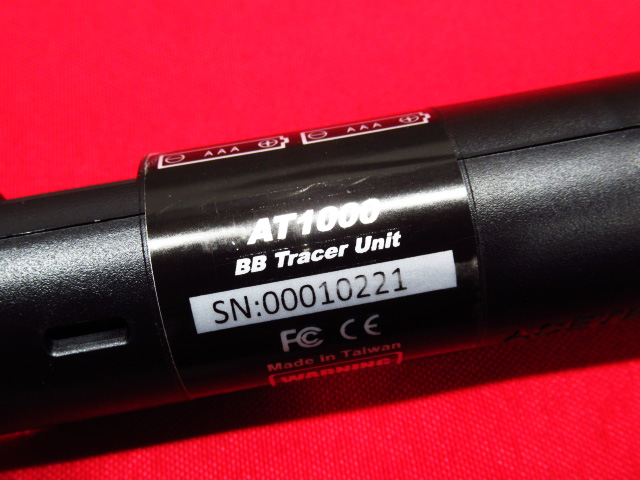 AAA AAA
AT1000
BB Tracer Unit
SN:00010221
FC CE
Made In Taiwan
WARNING